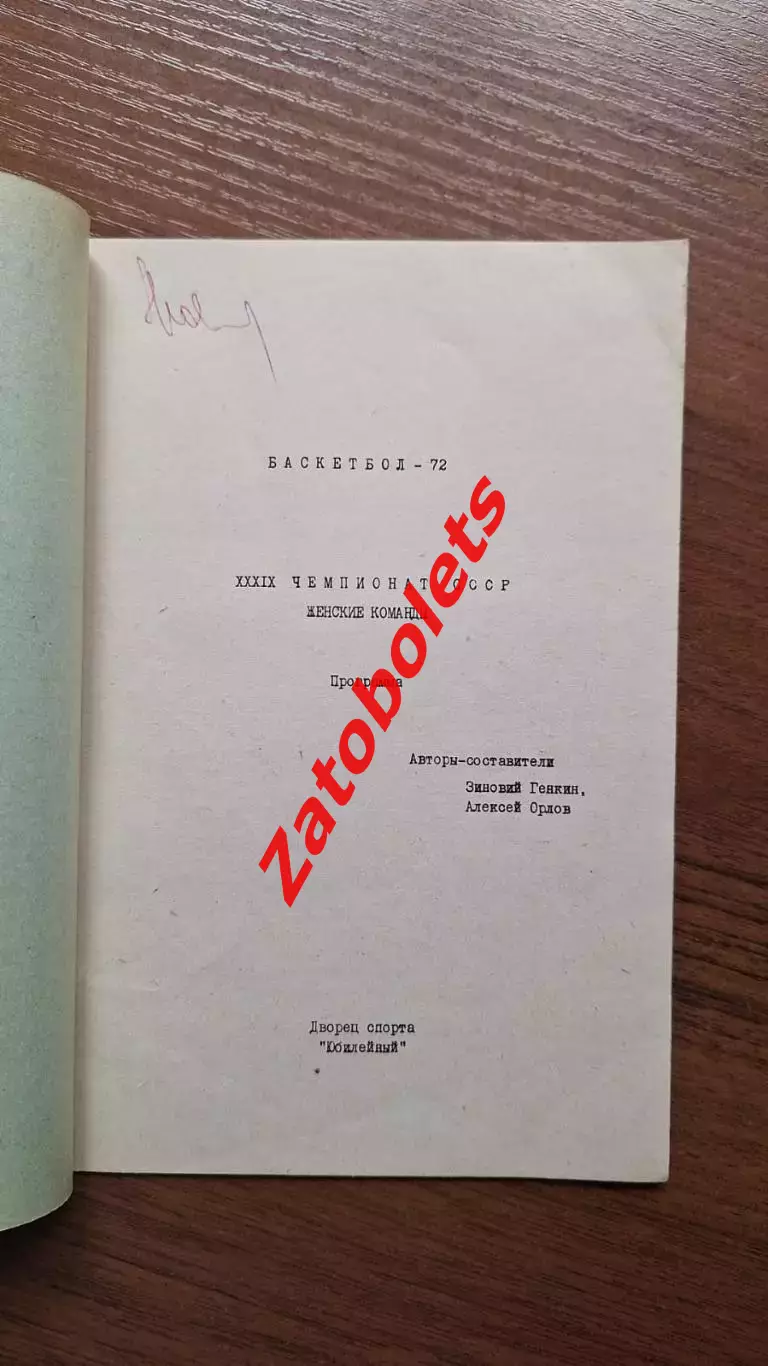 БАСКЕТБОЛ - 72
XXXIX ЧЕМПИОНАТ СССР
ЖЕНСКИЕ КОМАНДЫ
Программа
Авторы-составители
Зиновий Генкин,
Алексей Орлов
Дворец спорта
"Юбилейный"
Zatobolets